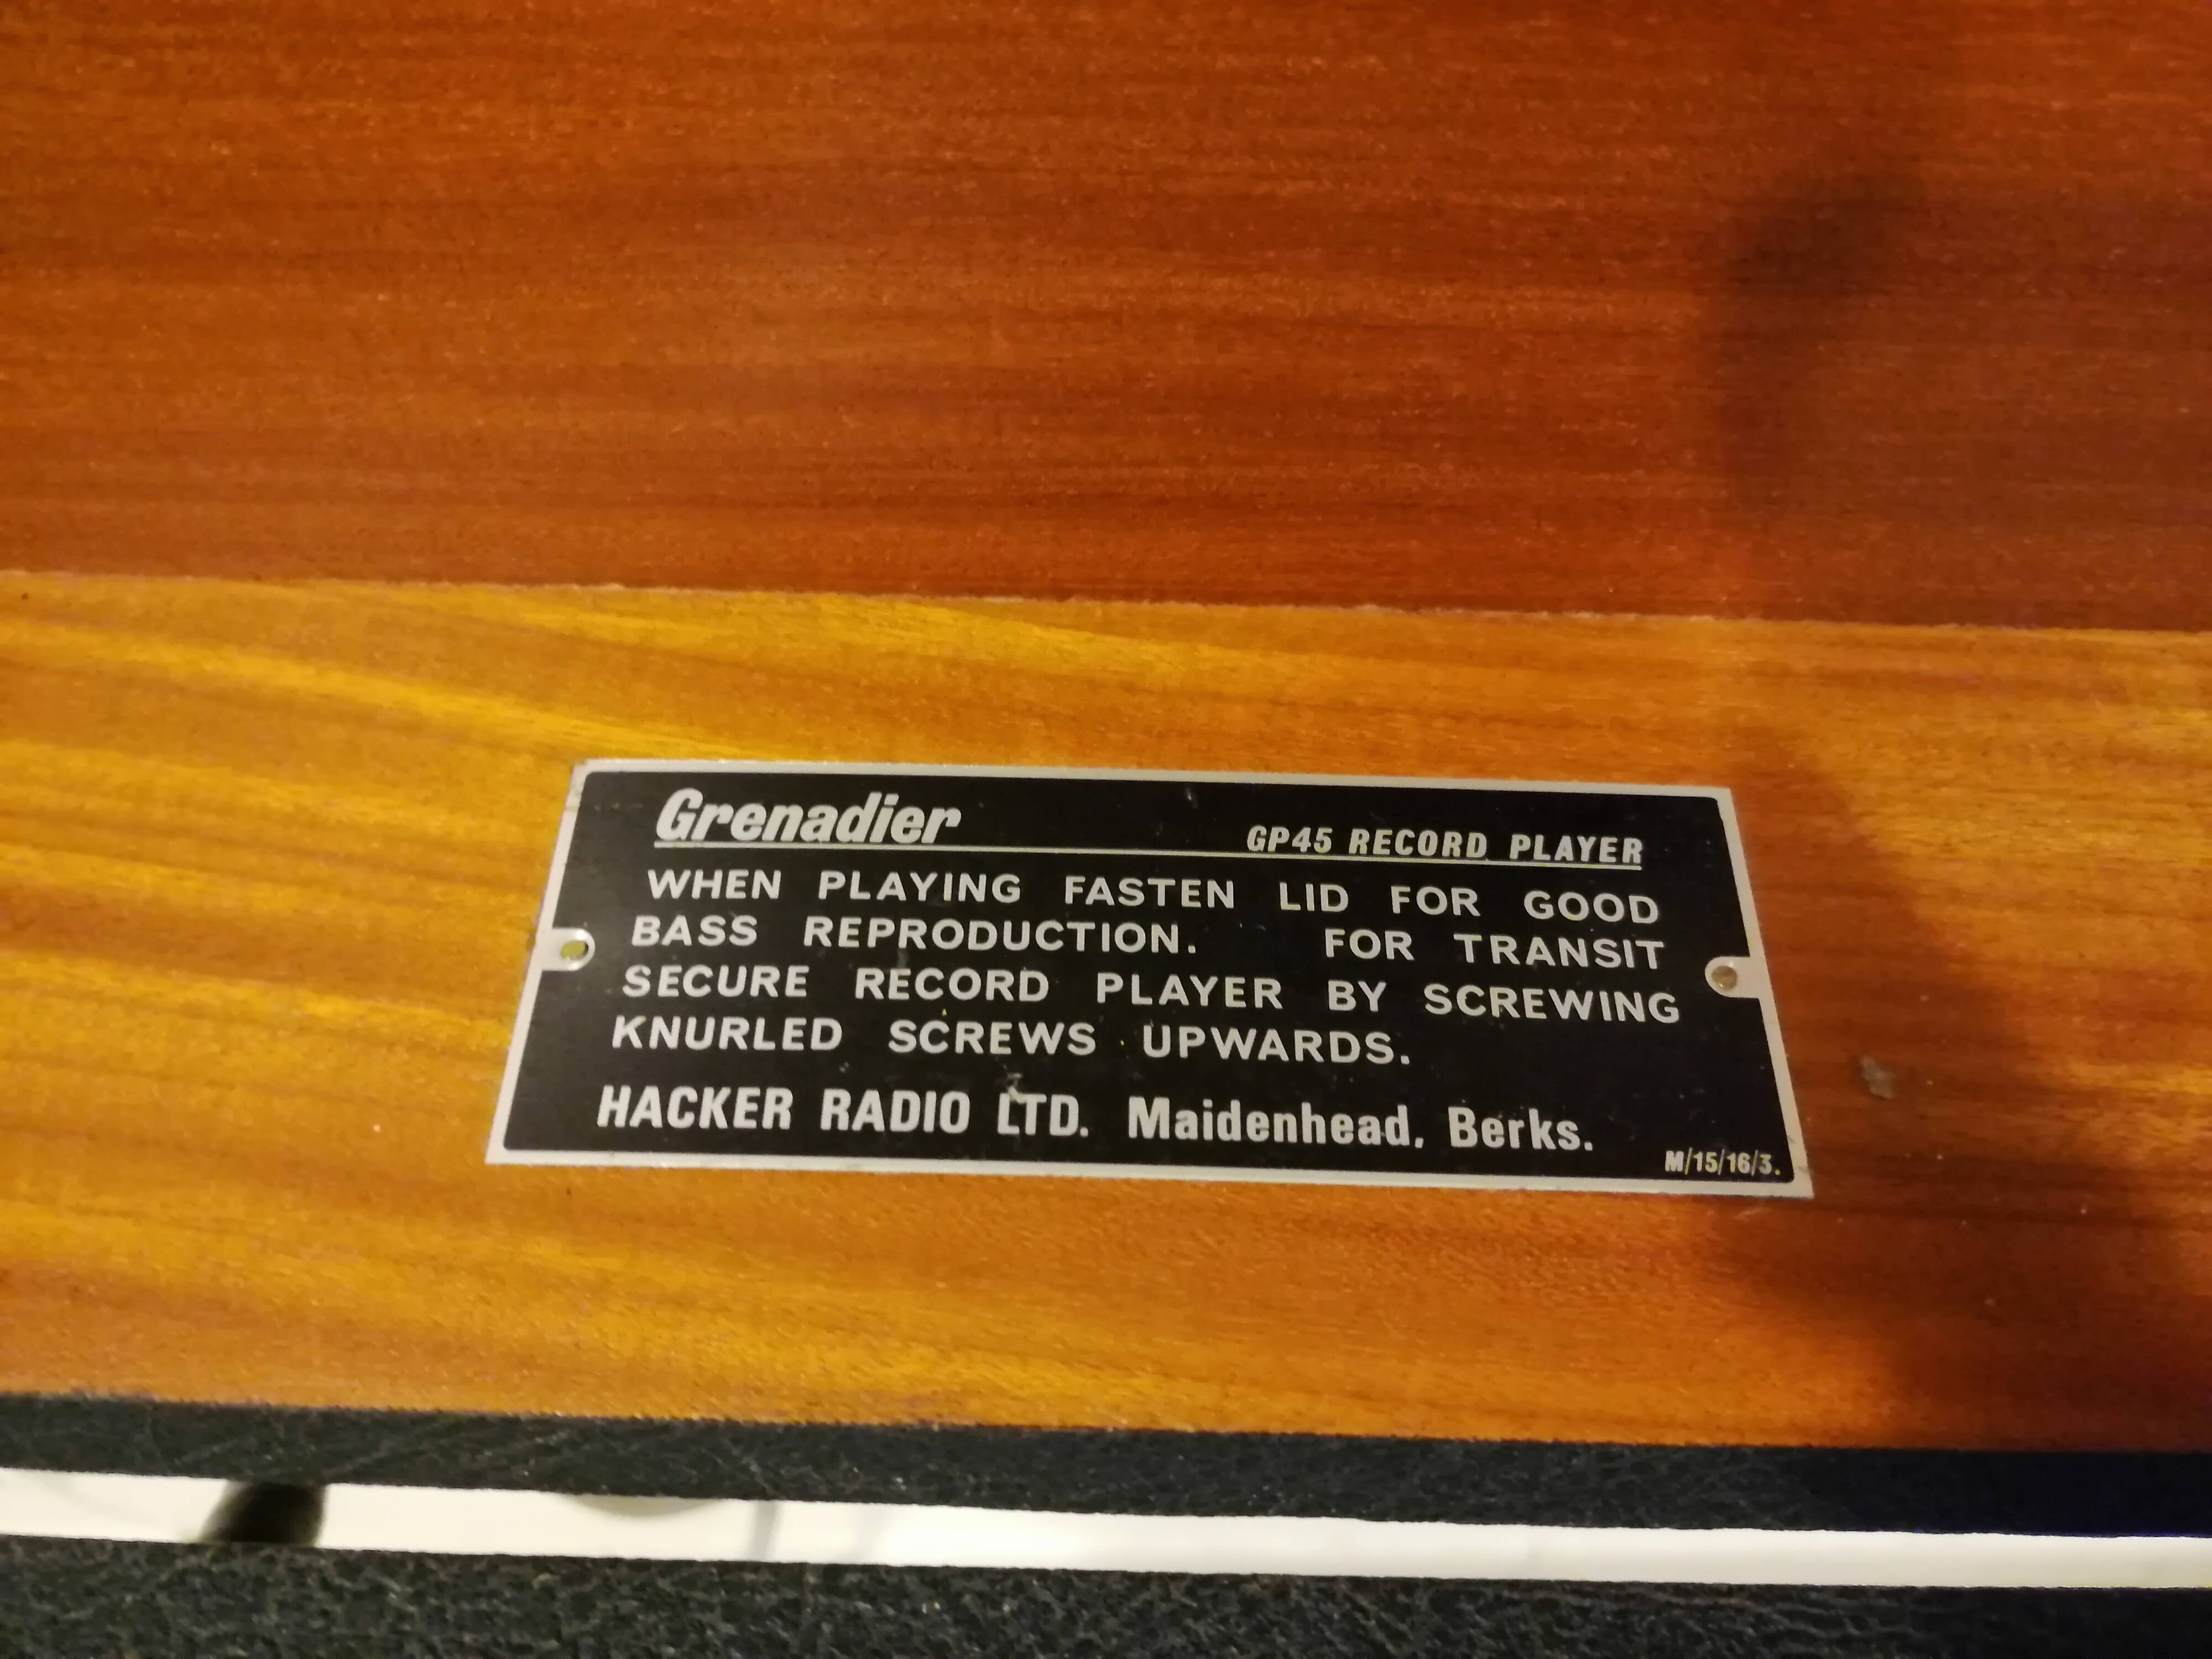 Grenadier GP45 RECORD PLAYER
WHEN PLAYING FASTEN LID FOR GOOD
BASS REPRODUCTION. FOR TRANSIT
SECURE RECORD PLAYER BY SCREWING
KNURLED SCREWS UPWARDS.
HACKER RADIO LTD. Maidenhead. Berks.
M/15/16/3.